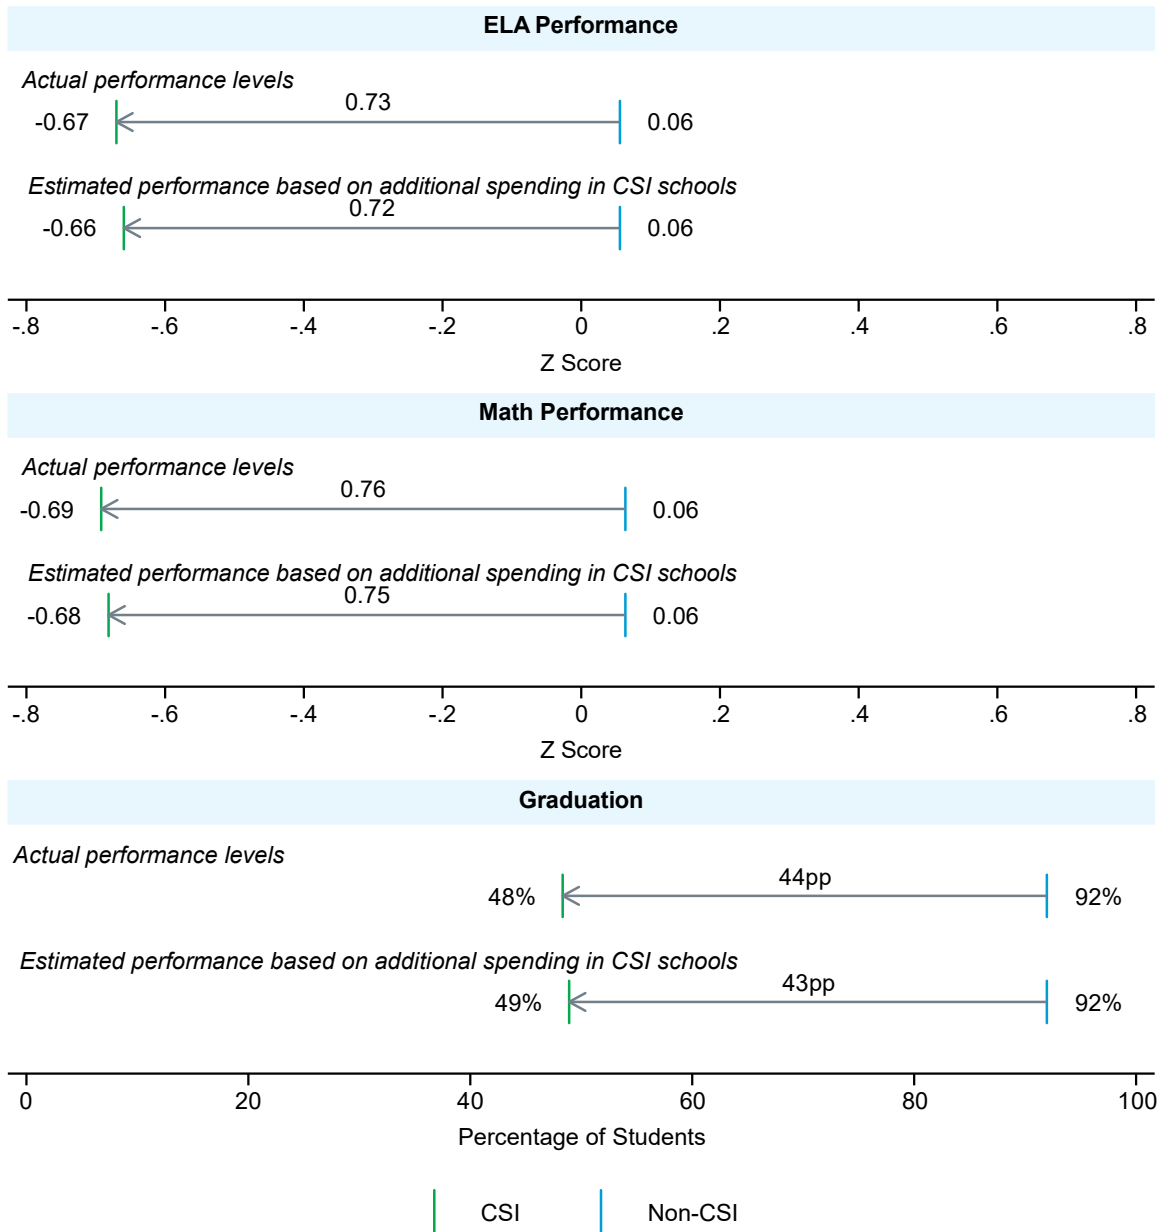 ELA Performance
Actual performance levels
0.73
-0.67
0.06
Estimated performance based on additional spending in CSI schools
0.72
-0.66
0.06
-.8 -.6 -.4 -.2 0 .2 .4 .6 .8
Z Score
Math Performance
Actual performance levels
0.76
-0.69
0.06
Estimated performance based on additional spending in CSI schools
0.75
-0.68
0.06
-.8 -.6 -.4 -.2 0 .2 .4 .6 .8
Z Score
Graduation
Actual performance levels
44pp
48%
92%
Estimated performance based on additional spending in CSI schools
43pp
49%
92%
0 20 40 60 80 100
Percentage of Students
CSI Non-CSI